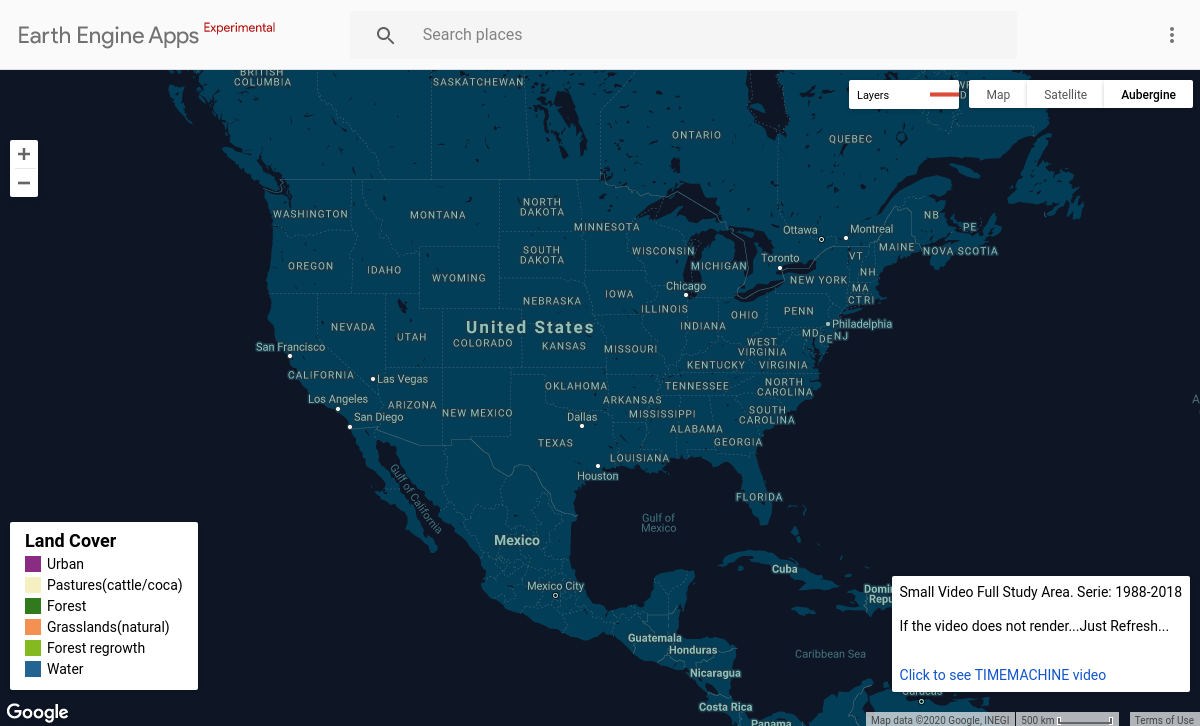 Earth Engine Apps Experimental
Search places
BRITISH
COLUMBIA
SASKATCHEWAN
Layers
Map
Satellite
Aubergine
ONTARIO
QUEBEC
+
−
WASHINGTON
MONTANA
NORTH
DAKOTA
MINNESOTA
NB
PE
Ottawa
Montreal
WISCONSIN
MAINE
NOVA SCOTIA
SOUTH
DAKOTA
VT
OREGON
IDAHO
MICHIGAN
Toronto
NH
WYOMING
NEW YORK
Chicago
MA
IOWA
CT RI
NEBRASKA
ILLINOIS
OHIO
PENN
NEVADA
United States
INDIANA
Philadelphia
UTAH
COLORADO
KANSAS
MISSOURI
WEST
VIRGINIA
MD
DE
NJ
San Francisco
KENTUCKY
VIRGINIA
CALIFORNIA
Las Vegas
OKLAHOMA
TENNESSEE
NORTH
CAROLINA
Los Angeles
ARIZONA
NEW MEXICO
ARKANSAS
MISSISSIPPI
SOUTH
CAROLINA
San Diego
Dallas
ALABAMA
TEXAS
GEORGIA
LOUISIANA
Houston
Gulf of California
FLORIDA
Gulf of
Mexico
Mexico
Cuba
Mexico City
Guatemala
Honduras
Caribbean Sea
Nicaragua
Costa Rica
Panama
Caracas
Land Cover
Urban
Pastures(cattle/coca)
Forest
Grasslands(natural)
Forest regrowth
Water
Small Video Full Study Area. Serie: 1988-2018
If the video does not render...Just Refresh...
Click to see TIMEMACHINE video
Google
Map data ©2020 Google, INEGI
500 km
Terms of Use